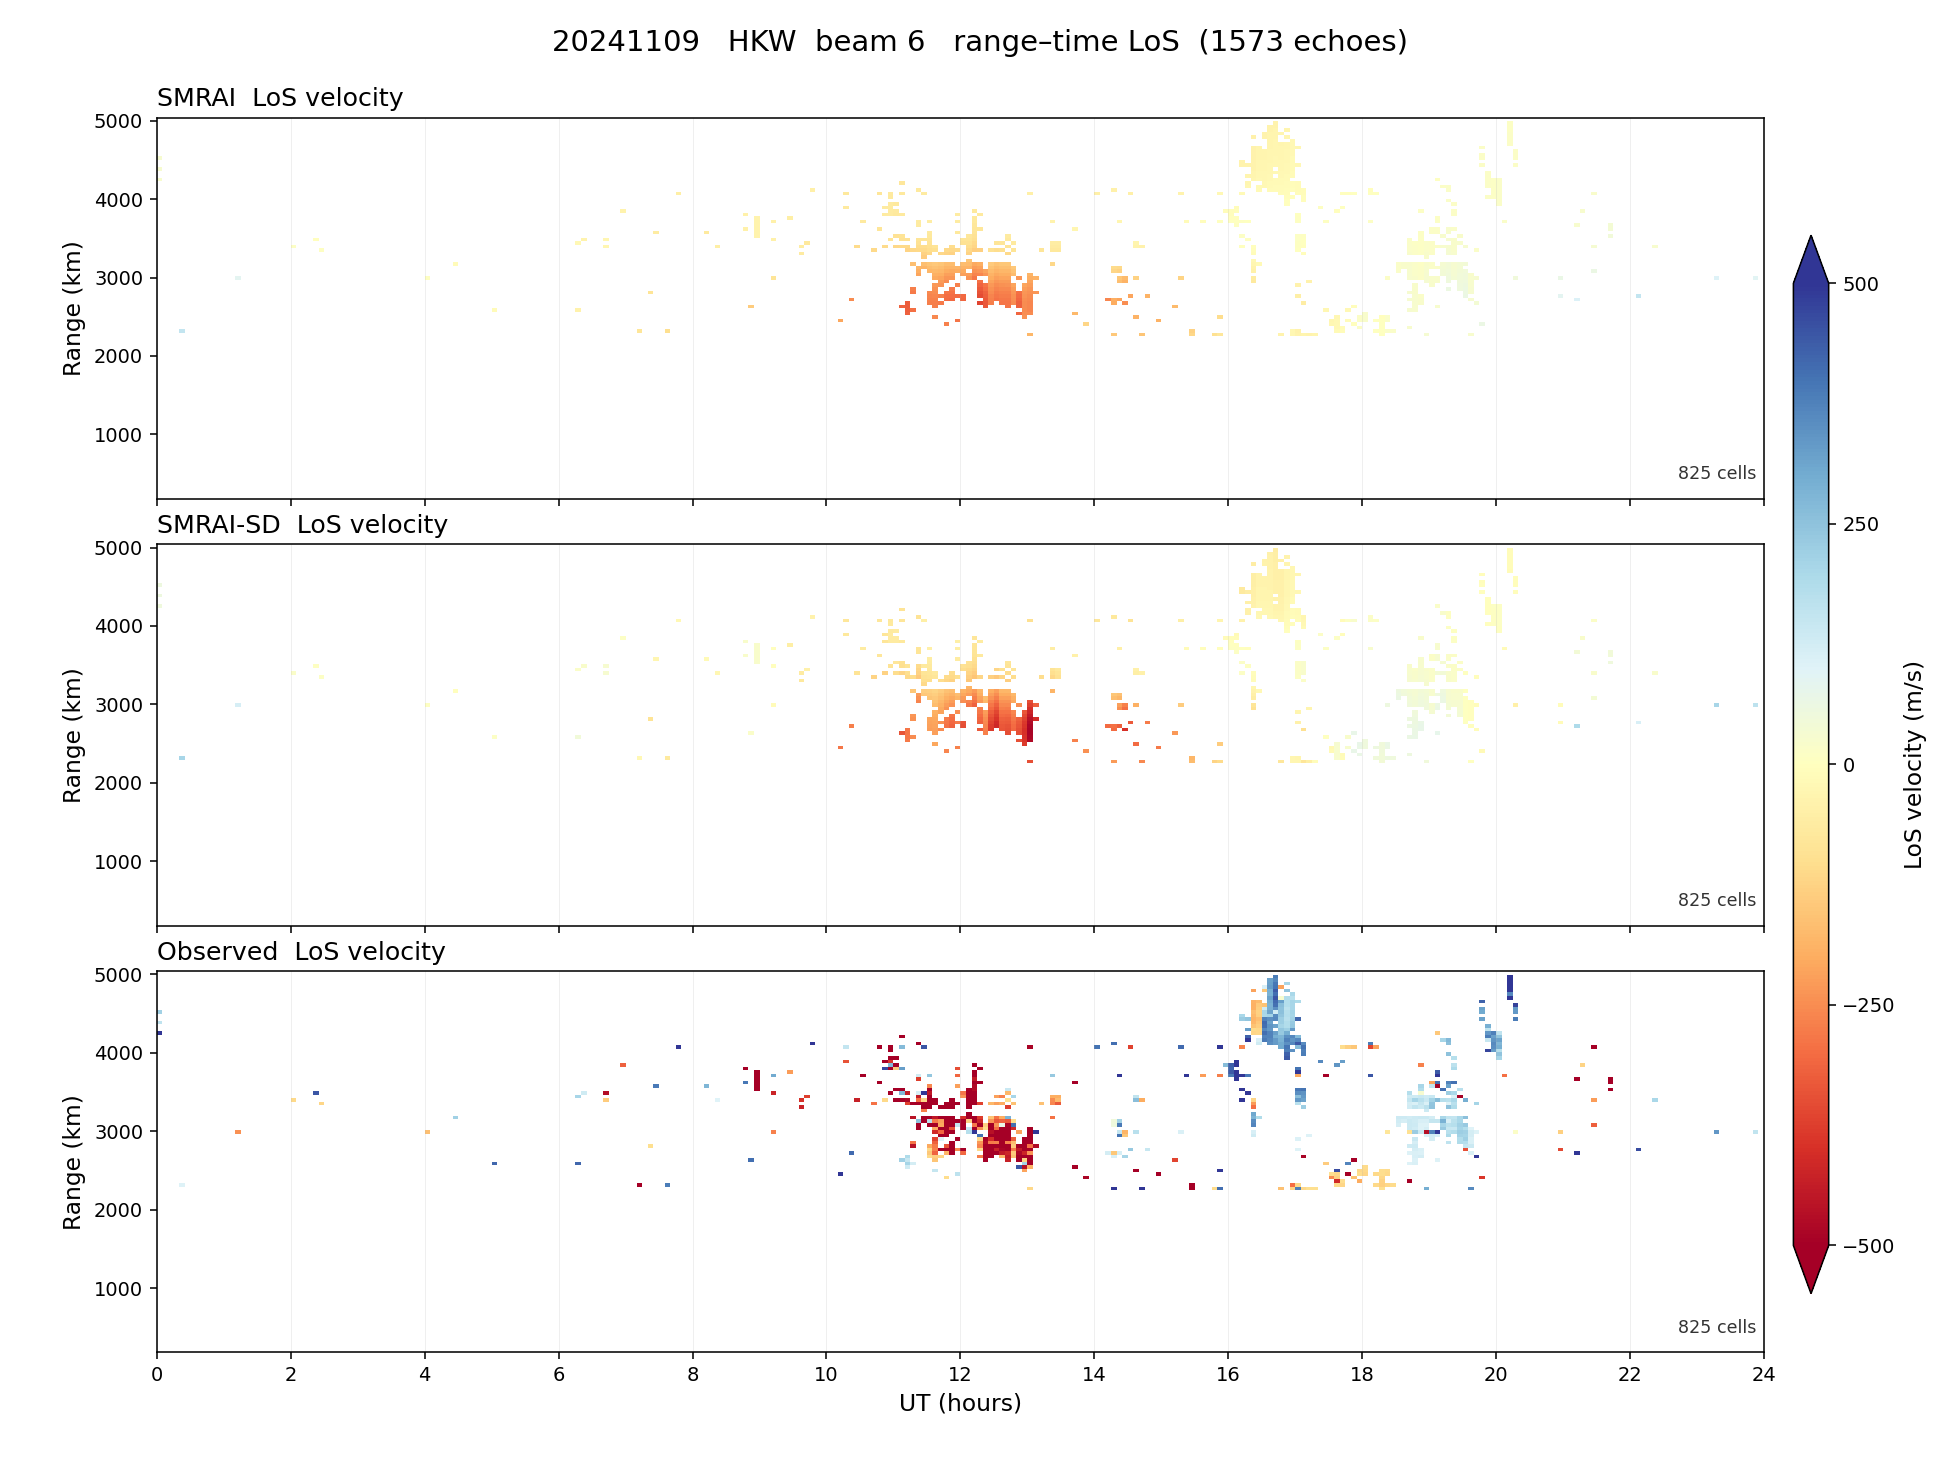 20241109 HKW beam 6 range–time LoS (1573 echoes)
SMRAI LoS velocity
5000
4000
3000
2000
1000
Range (km)
825 cells
SMRAI-SD LoS velocity
5000
4000
3000
2000
1000
Range (km)
825 cells
Observed LoS velocity
5000
4000
3000
2000
1000
Range (km)
825 cells
0 2 4 6 8 10 12 14 16 18 20 22 24
UT (hours)
500
250
0
−250
−500
LoS velocity (m/s)